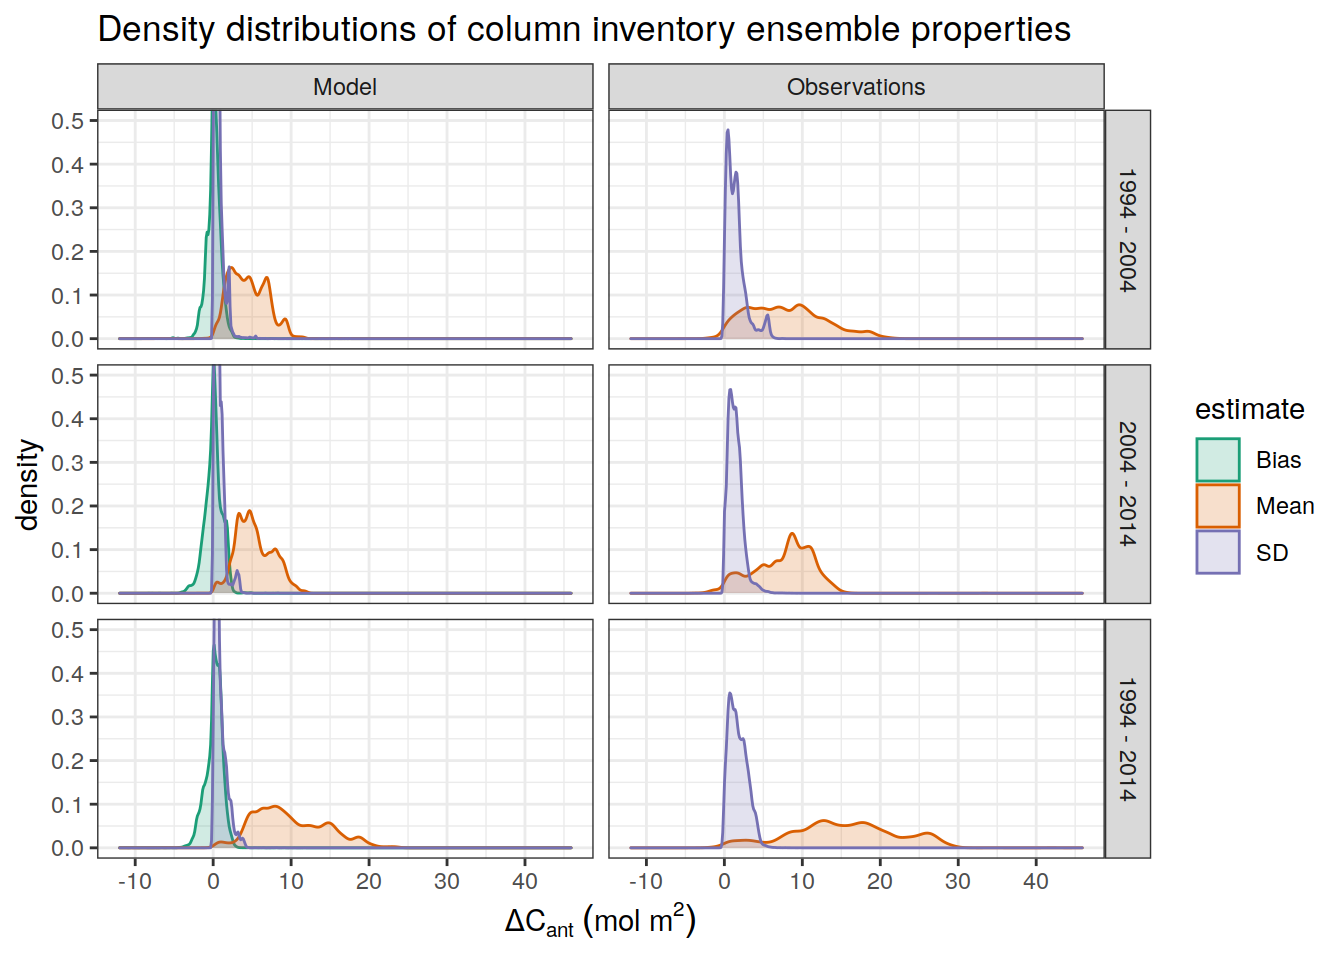 Density distributions of column inventory ensemble properties
Model
Observations
0.5
0.4
0.3
0.2
0.1
0.0
1994 - 2004
0.5
0.4
0.3
0.2
0.1
0.0
2004 - 2014
0.5
0.4
0.3
0.2
0.1
0.0
1994 - 2014
density
-10 0 10 20 30 40
-10 0 10 20 30 40
ΔCant (mol m²)
estimate
Bias
Mean
SD